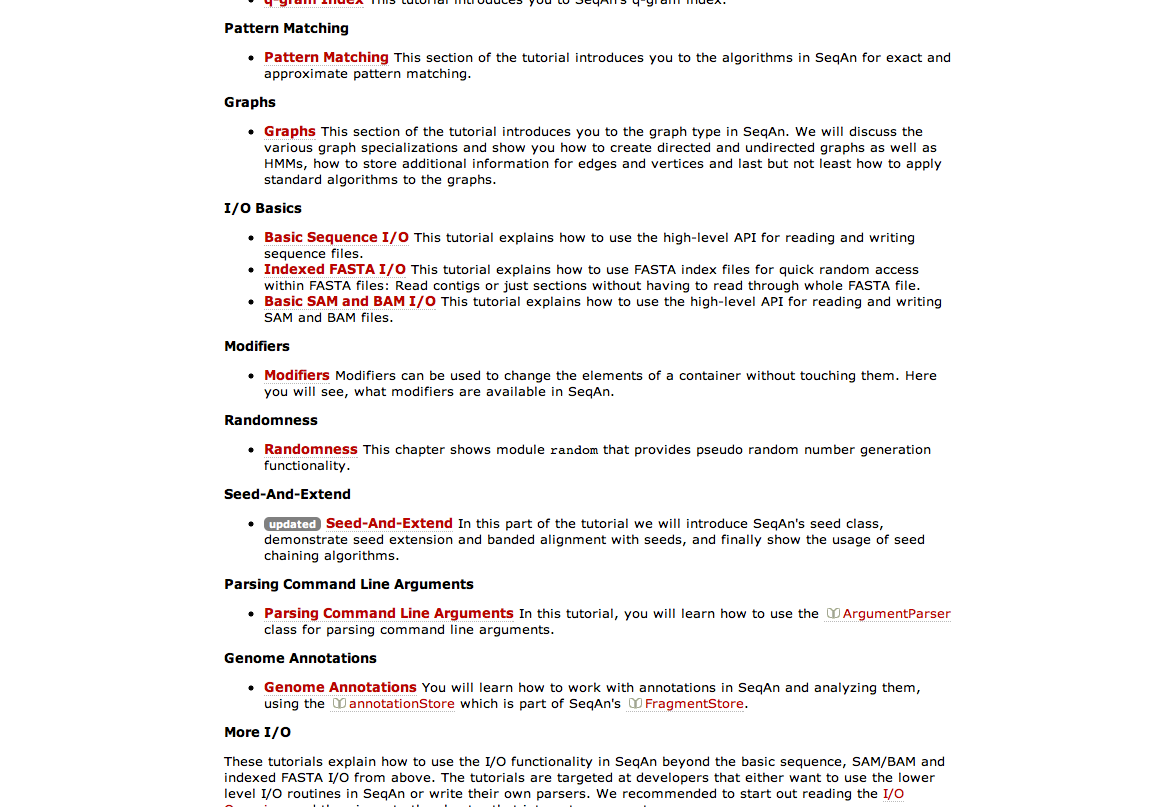 q-gram Index This tutorial introduces you to SeqAn's q-gram index.
Pattern Matching
Pattern Matching This section of the tutorial introduces you to the algorithms in SeqAn for exact and
approximate pattern matching.
Graphs
Graphs This section of the tutorial introduces you to the graph type in SeqAn. We will discuss the
various graph specializations and show you how to create directed and undirected graphs as well as
HMMs, how to store additional information for edges and vertices and last but not least how to apply
standard algorithms to the graphs.
I/O Basics
Basic Sequence I/O This tutorial explains how to use the high-level API for reading and writing
sequence files.
Indexed FASTA I/O This tutorial explains how to use FASTA index files for quick random access
within FASTA files: Read contigs or just sections without having to read through whole FASTA file.
Basic SAM and BAM I/O This tutorial explains how to use the high-level API for reading and writing
SAM and BAM files.
Modifiers
Modifiers Modifiers can be used to change the elements of a container without touching them. Here
you will see, what modifiers are available in SeqAn.
Randomness
Randomness This chapter shows module random that provides pseudo random number generation
functionality.
Seed-And-Extend
updated Seed-And-Extend In this part of the tutorial we will introduce SeqAn's seed class,
demonstrate seed extension and banded alignment with seeds, and finally show the usage of seed
chaining algorithms.
Parsing Command Line Arguments
Parsing Command Line Arguments In this tutorial, you will learn how to use the ArgumentParser
class for parsing command line arguments.
Genome Annotations
Genome Annotations You will learn how to work with annotations in SeqAn and analyzing them,
using the annotationStore which is part of SeqAn's FragmentStore.
More I/O
These tutorials explain how to use the I/O functionality in SeqAn beyond the basic sequence, SAM/BAM and
indexed FASTA I/O from above. The tutorials are targeted at developers that either want to use the lower
level I/O routines in SeqAn or write their own parsers. We recommended to start out reading the I/O